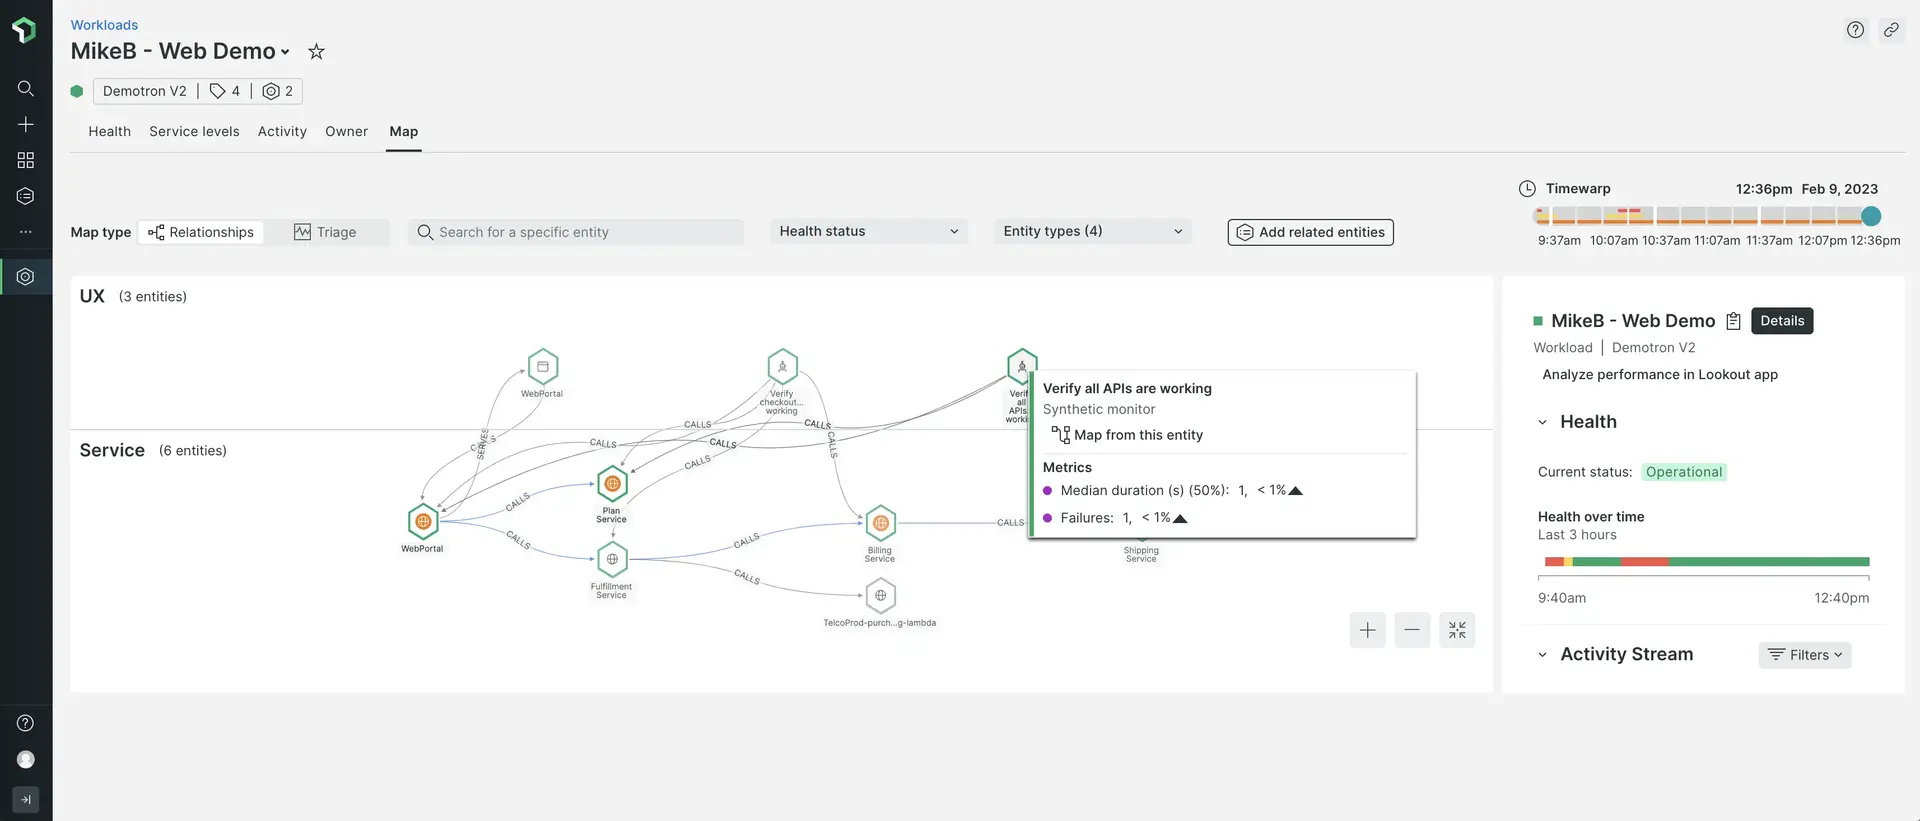 Workloads
MikeB - Web Demo
Demotron V2 | 4 | 2
Health Service levels Activity Owner Map
Timewarp 12:36pm Feb 9, 2023
9:37am 10:07am 10:37am 11:07am 11:37am 12:07pm 12:36pm
Map type Relationships Triage Search for a specific entity Health status Entity types (4) Add related entities
UX (3 entities)
WebPortal
Verify
checkout...
working
all
APIs
CALLS
CALLS
SERVES
CALLS
CALLS
CALLS
CALLS
Service (6 entities)
WebPortal
CALLS
CALLS
Plan
Service
Fulfillment
Service
CALLS
CALLS
Billing
Service
TelcoProd-purch...g-lambda
CALLS
Shipping
Service
Verify all APIs are working
Synthetic monitor
Map from this entity
Metrics
Median duration (s) (50%): 1, < 1%
Failures: 1, < 1%
MikeB - Web Demo Details
Workload | Demotron V2
Analyze performance in Lookout app
Health
Current status: Operational
Health over time
Last 3 hours
9:40am 12:40pm
Activity Stream Filters